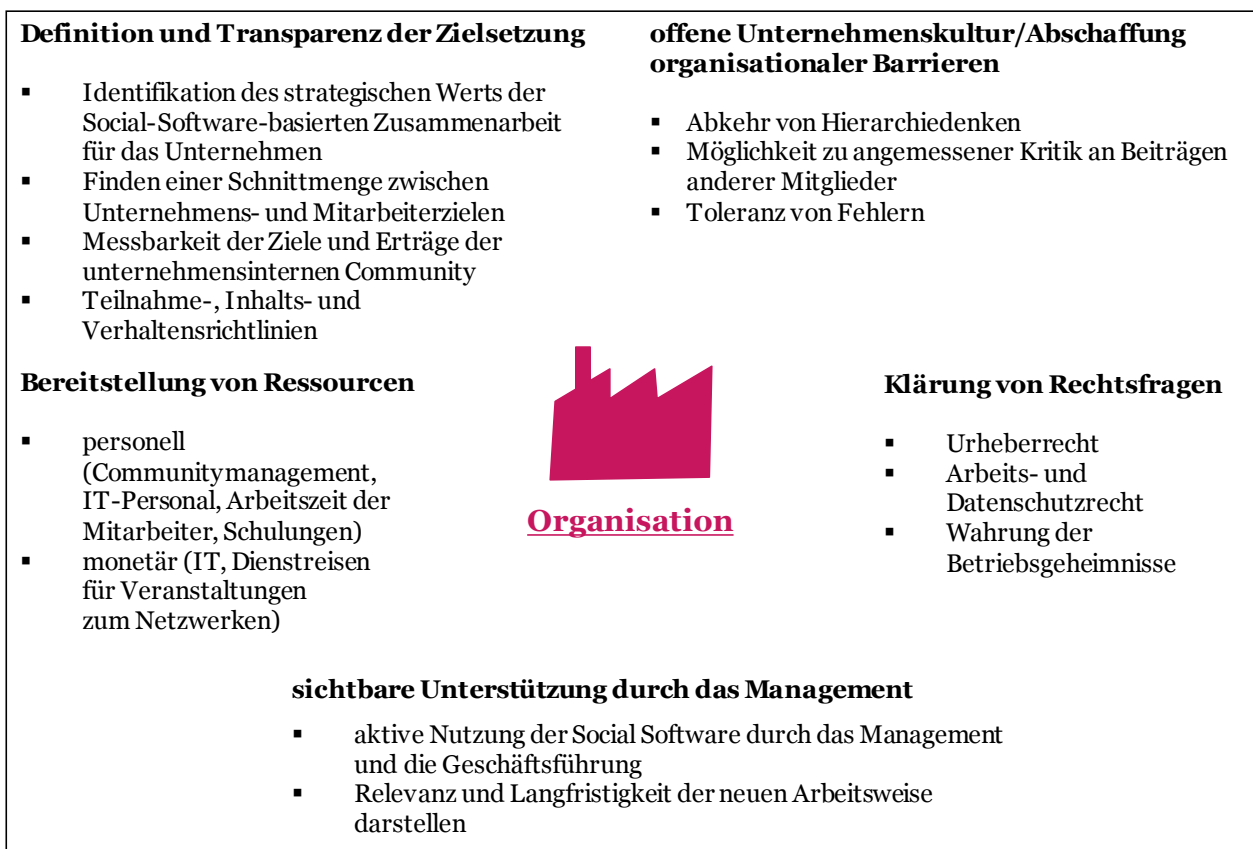 Definition und Transparenz der Zielsetzung
▪ Identifikation des strategischen Werts der
Social-Software-basierten Zusammenarbeit
für das Unternehmen
▪ Finden einer Schnittmenge zwischen
Unternehmens- und Mitarbeiterzielen
▪ Messbarkeit der Ziele und Erträge der
unternehmensinternen Community
▪ Teilnahme-, Inhalts- und
Verhaltensrichtlinien
offene Unternehmenskultur/Abschaffung
organisationaler Barrieren
▪ Abkehr von Hierarchiedenken
▪ Möglichkeit zu angemessener Kritik an Beiträgen
anderer Mitglieder
▪ Toleranz von Fehlern
Bereitstellung von Ressourcen
▪ personell
(Communitymanagement,
IT-Personal, Arbeitszeit der
Mitarbeiter, Schulungen)
▪ monetär (IT, Dienstreisen
für Veranstaltungen
zum Netzwerken)
Organisation
Klärung von Rechtsfragen
▪ Urheberrecht
▪ Arbeits- und
Datenschutzrecht
▪ Wahrung der
Betriebsgeheimnisse
sichtbare Unterstützung durch das Management
▪ aktive Nutzung der Social Software durch das Management
und die Geschäftsführung
▪ Relevanz und Langfristigkeit der neuen Arbeitsweise
darstellen